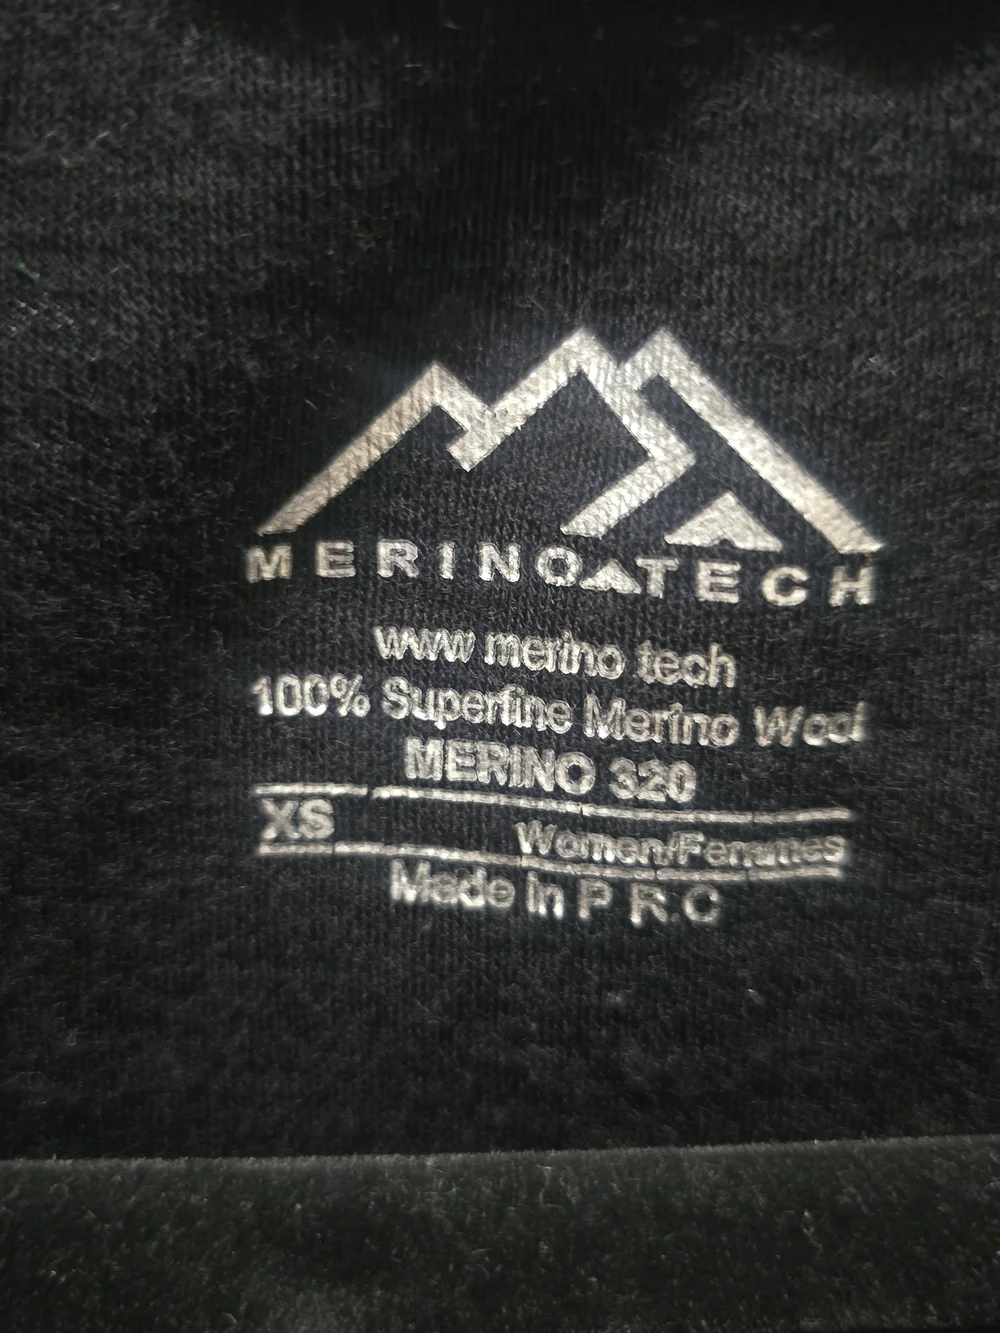 MERINO TECH
www merino tech
100% Superfine Merino Wool
MERINO 320
XS
Women/Femmes
Made in P R.C